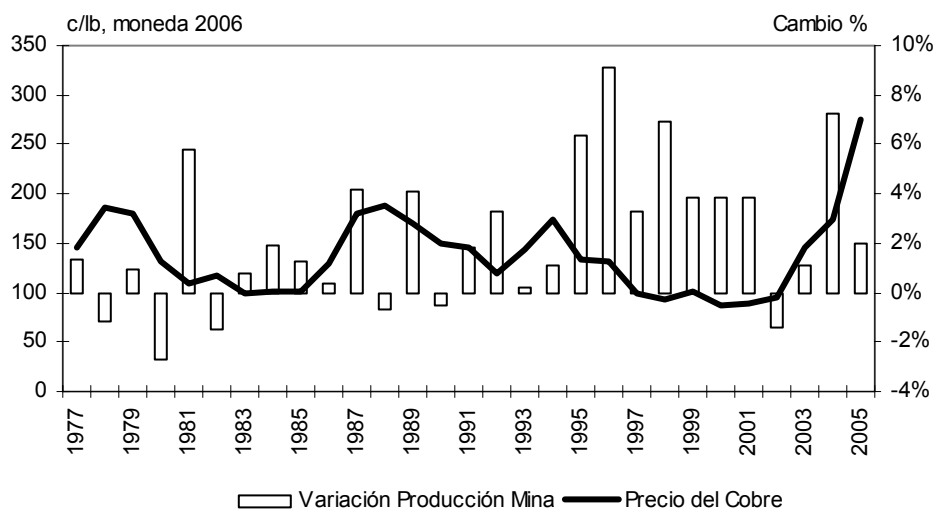 c/lb, moneda 2006 Cambio %
350 10%
300 8%
250 6%
200 4%
150 2%
100 0%
50 -2%
0 -4%
1977 1979 1981 1983 1985 1987 1989 1991 1993 1995 1997 1999 2001 2003 2005
Variación Producción Mina Precio del Cobre